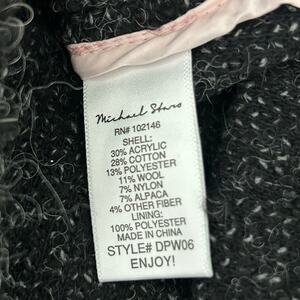 Michael Stars
RN# 102146
SHELL:
30% ACRYLIC
28% COTTON
13% POLYESTER
11% WOOL
7% NYLON
7% ALPACA
4% OTHER FIBER
LINING:
100% POLYESTER
MADE IN CHINA
STYLE# DPW06
ENJOY!